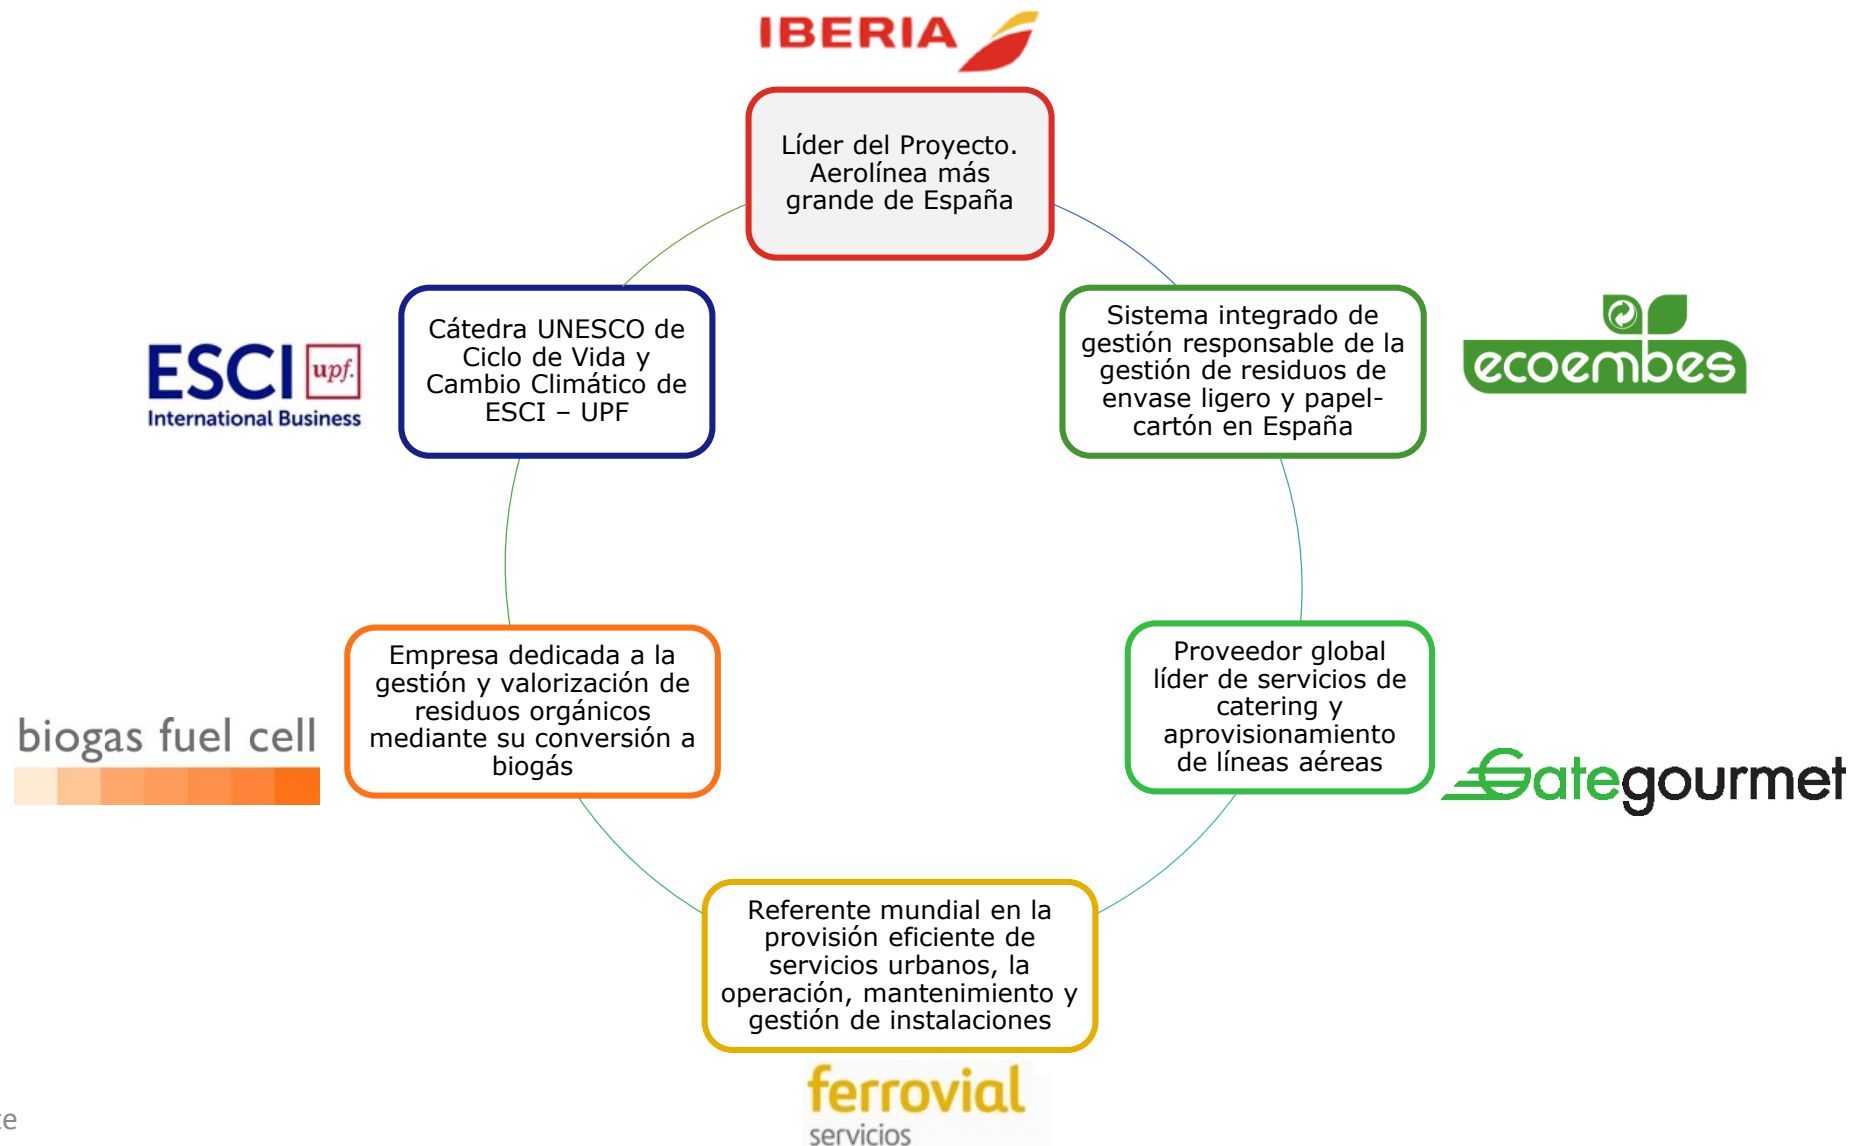 IBERIA
Líder del Proyecto.
Aerolínea más
grande de España
Sistema integrado de
gestión responsable de la
gestión de residuos de
envase ligero y papel-
cartón en España
ecoembes
Proveedor global
líder de servicios de
catering y
aprovisionamiento
de líneas aéreas
Gategourmet
Referente mundial en la
provisión eficiente de
servicios urbanos, la
operación, mantenimiento y
gestión de instalaciones
ferrovial
servicios
Empresa dedicada a la
gestión y valorización de
residuos orgánicos
mediante su conversión a
biogás
biogas fuel cell
Cátedra UNESCO de
Ciclo de Vida y
Cambio Climático de
ESCI – UPF
ESCI upf.
International Business